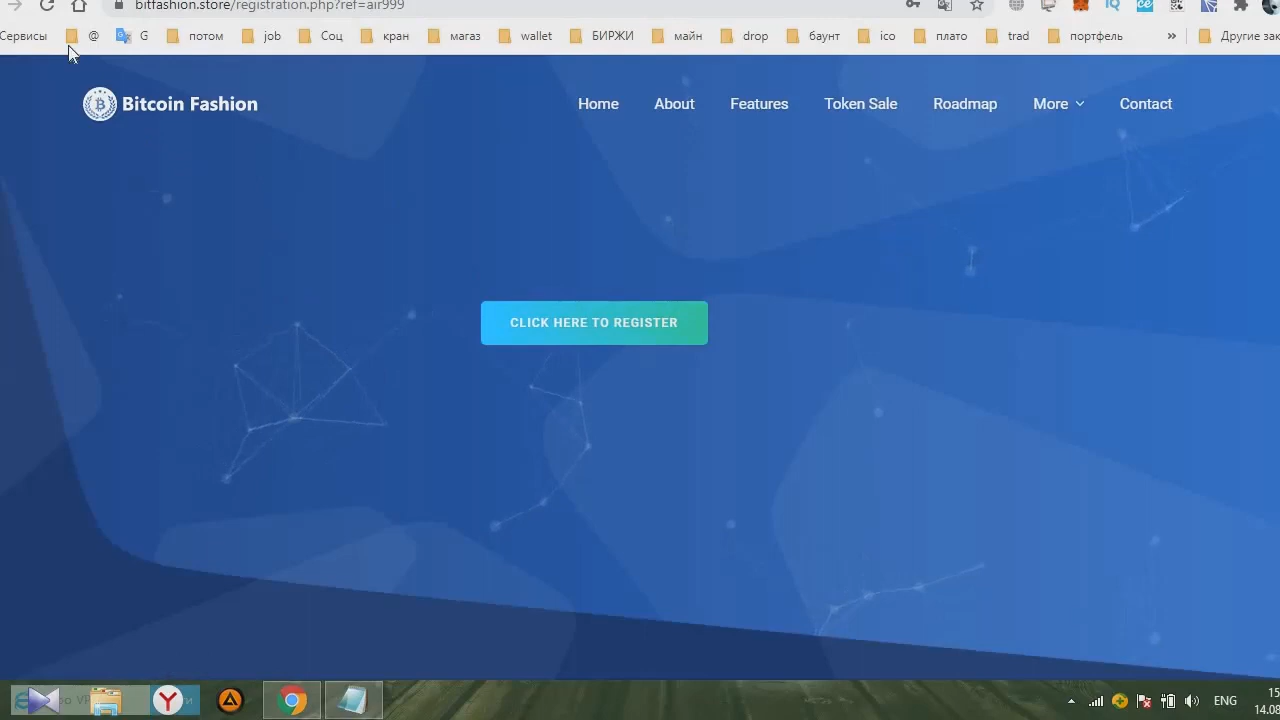 bitfashion.store/registration.php?ref=air999
Сервисы @ G потом job Соц кран магаз wallet БИРЖИ майн drop баунт ico плато trad портфель » Другие зак
Bitcoin Fashion Home About Features Token Sale Roadmap More Contact
CLICK HERE TO REGISTER
ENG
15
14.08